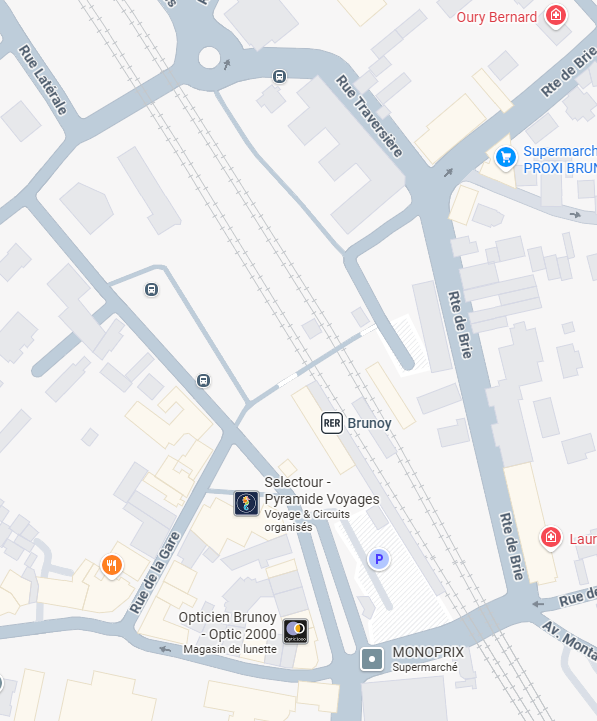 Oury Bernard
Rue Latérale
Rte de Brie
Rue Traversière
Supermarch
PROXI BRUN
Rte de Brie
RER
Brunoy
Selectour -
Pyramide Voyages
Voyage & Circuits
organisés
P
Rte de Brie
Laur
Rue de la Gare
Rue de
Opticien Brunoy
- Optic 2000
Magasin de lunette
Av. Monta
MONOPRIX
Supermarché